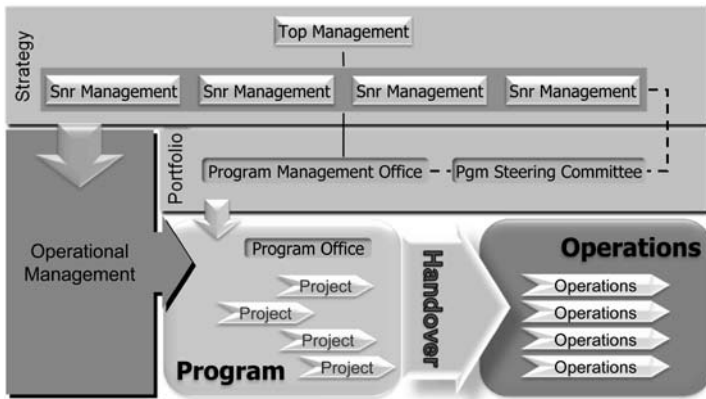 Strategy
Top Management
Snr Management
Snr Management
Snr Management
Snr Management
Portfolio
Program Management Office
Pgm Steering Committee
Operational
Management
Program Office
Project
Project
Project
Project
Program
Handover
Operations
Operations
Operations
Operations
Operations